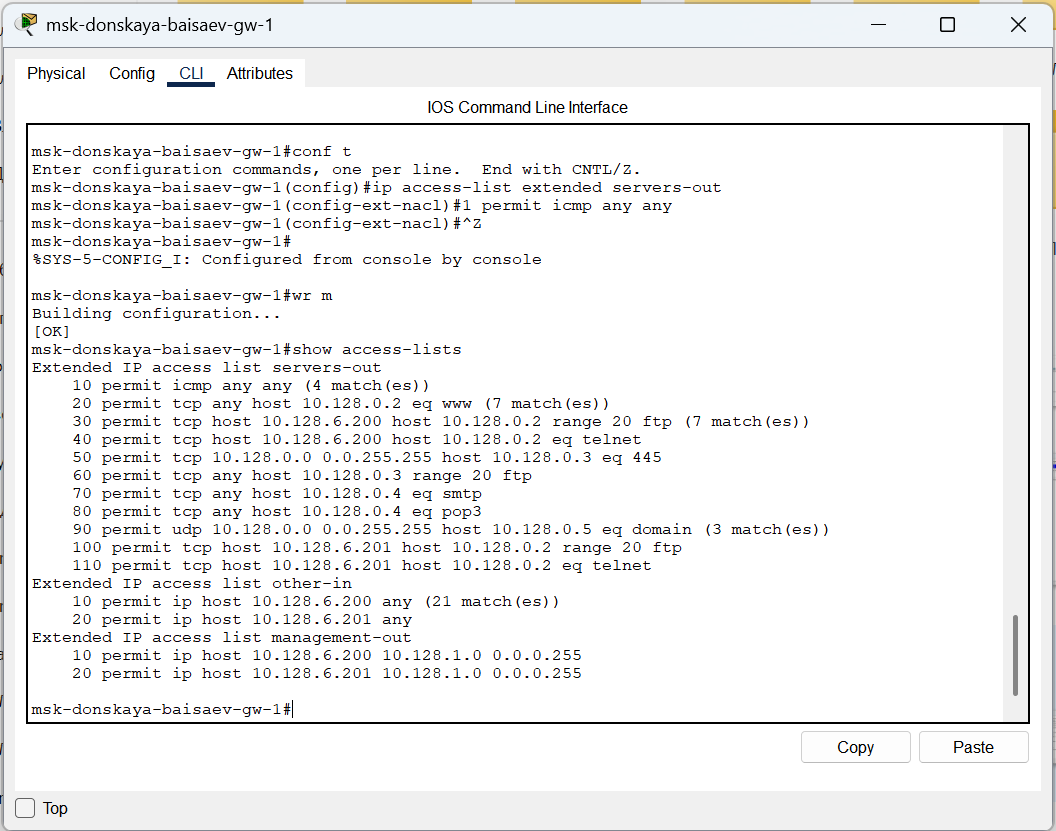 msk-donskaya-baisaev-gw-1
Physical Config CLI Attributes
IOS Command Line Interface
msk-donskaya-baisaev-gw-1#conf t
Enter configuration commands, one per line.  End with CNTL/Z.
msk-donskaya-baisaev-gw-1(config)#ip access-list extended servers-out
msk-donskaya-baisaev-gw-1(config-ext-nacl)#1 permit icmp any any
msk-donskaya-baisaev-gw-1(config-ext-nacl)#^Z
msk-donskaya-baisaev-gw-1#
%SYS-5-CONFIG_I: Configured from console by console
msk-donskaya-baisaev-gw-1#wr m
Building configuration...
[OK]
msk-donskaya-baisaev-gw-1#show access-lists
Extended IP access list servers-out
    10 permit icmp any any (4 match(es))
    20 permit tcp any host 10.128.0.2 eq www (7 match(es))
    30 permit tcp host 10.128.6.200 host 10.128.0.2 range 20 ftp (7 match(es))
    40 permit tcp host 10.128.6.200 host 10.128.0.2 eq telnet
    50 permit tcp 10.128.0.0 0.0.255.255 host 10.128.0.3 eq 445
    60 permit tcp any host 10.128.0.3 range 20 ftp
    70 permit tcp any host 10.128.0.4 eq smtp
    80 permit tcp any host 10.128.0.4 eq pop3
    90 permit udp 10.128.0.0 0.0.255.255 host 10.128.0.5 eq domain (3 match(es))
    100 permit tcp host 10.128.6.201 host 10.128.0.2 range 20 ftp
    110 permit tcp host 10.128.6.201 host 10.128.0.2 eq telnet
Extended IP access list other-in
    10 permit ip host 10.128.6.200 any (21 match(es))
    20 permit ip host 10.128.6.201 any
Extended IP access list management-out
    10 permit ip host 10.128.6.200 10.128.1.0 0.0.0.255
    20 permit ip host 10.128.6.201 10.128.1.0 0.0.0.255
msk-donskaya-baisaev-gw-1#
Copy Paste
Top